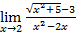 lim x→2 (√(x²+5−3))/(x²−2x)